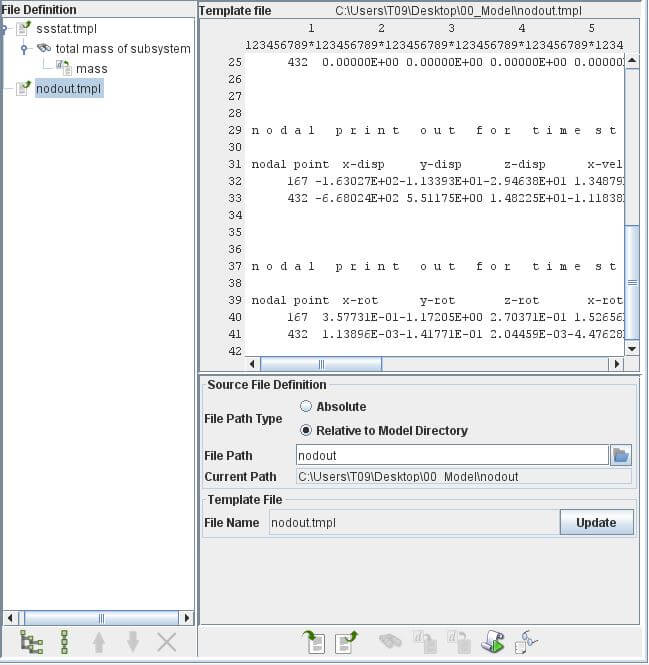 File Definition
ssstat.tmpl
total mass of subsystem
mass
nodout.tmpl
Template file C:\Users\T09\Desktop\00_Model\nodout.tmpl
1 2 3 4 5
123456789*123456789*123456789*123456789*123456789*1234
25 432 0.00000E+00 0.00000E+00 0.00000E+00 0.0000
26
27
28
29 n o d a l p r i n t o u t f o r t i m e s t
30
31 nodal point x-disp y-disp z-disp x-vel
32 167 -1.63027E+02-1.13393E+01-2.94638E+01 1.34879
33 432 -6.68024E+02 5.51175E+00 1.48225E+01-1.11838
34
35
36
37 n o d a l p r i n t o u t f o r t i m e s t
38
39 nodal point x-rot y-rot z-rot x-rot
40 167 3.57731E-01-1.17205E+00 2.70371E-01 1.52656
41 432 1.13896E-03-1.41771E-01 2.04459E-03-4.47628
42
Source File Definition
File Path Type
Absolute
Relative to Model Directory
File Path nodout
Current Path C:\Users\T09\Desktop\00_Model\nodout
Template File
File Name nodout.tmpl Update